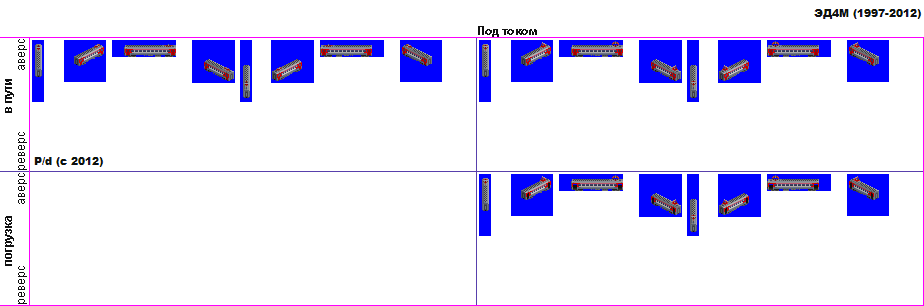 ЭД4М (1997-2012)
Под током
в пути
аверс
реверс
P/d (с 2012)
погрузка
аверс
реверс